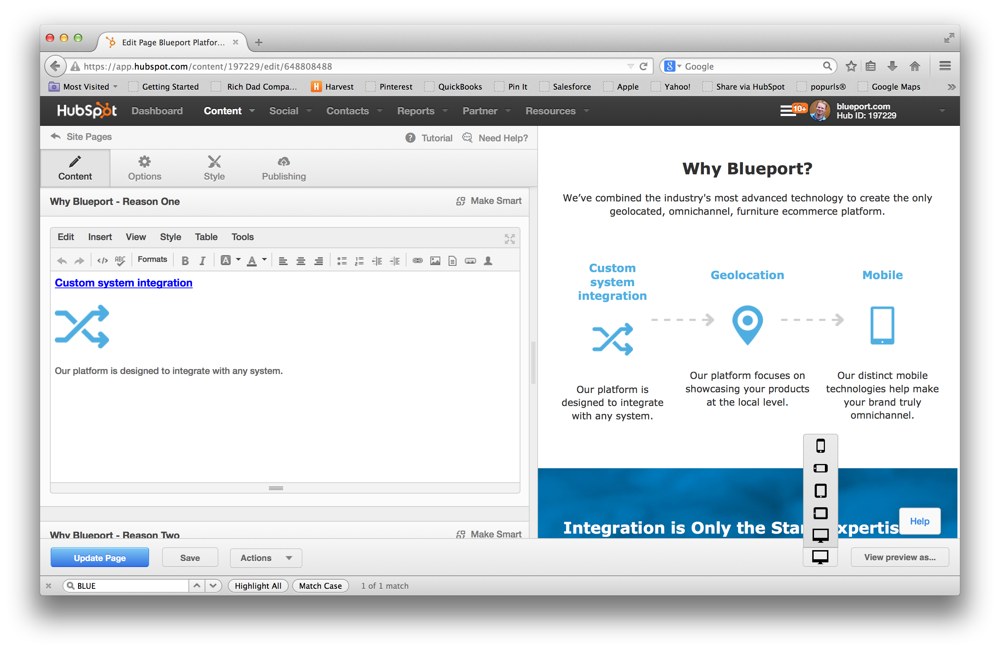 Edit Page Blueport Platfor...
https://app.hubspot.com/content/197229/edit/648808488
Google
Most Visited Getting Started Rich Dad Compa... Harvest Pinterest QuickBooks Pin It Salesforce Apple Yahoo! Share via HubSpot popurls® Google Maps
HubSpot Dashboard Content Social Contacts Reports Partner Resources 10+
blueport.com
Hub ID: 197229
Site Pages Tutorial Need Help?
Content Options Style Publishing
Why Blueport - Reason One Make Smart
Edit Insert View Style Table Tools
ABC Formats B I A A
Custom system integration
Our platform is designed to integrate with any system.
Why Blueport - Reason Two Make Smart
Why Blueport?
We’ve combined the industry's most advanced technology to create the only
geolocated, omnichannel, furniture ecommerce platform.
Custom
system
integration
Our platform is
designed to integrate
with any system.
Geolocation
Our platform focuses on
showcasing your products
at the local level.
Mobile
Our distinct mobile
technologies help make
your brand truly
omnichannel.
Integration is Only the Star xpertis
Help
Update Page Save Actions View preview as...
BLUE Highlight All Match Case 1 of 1 match